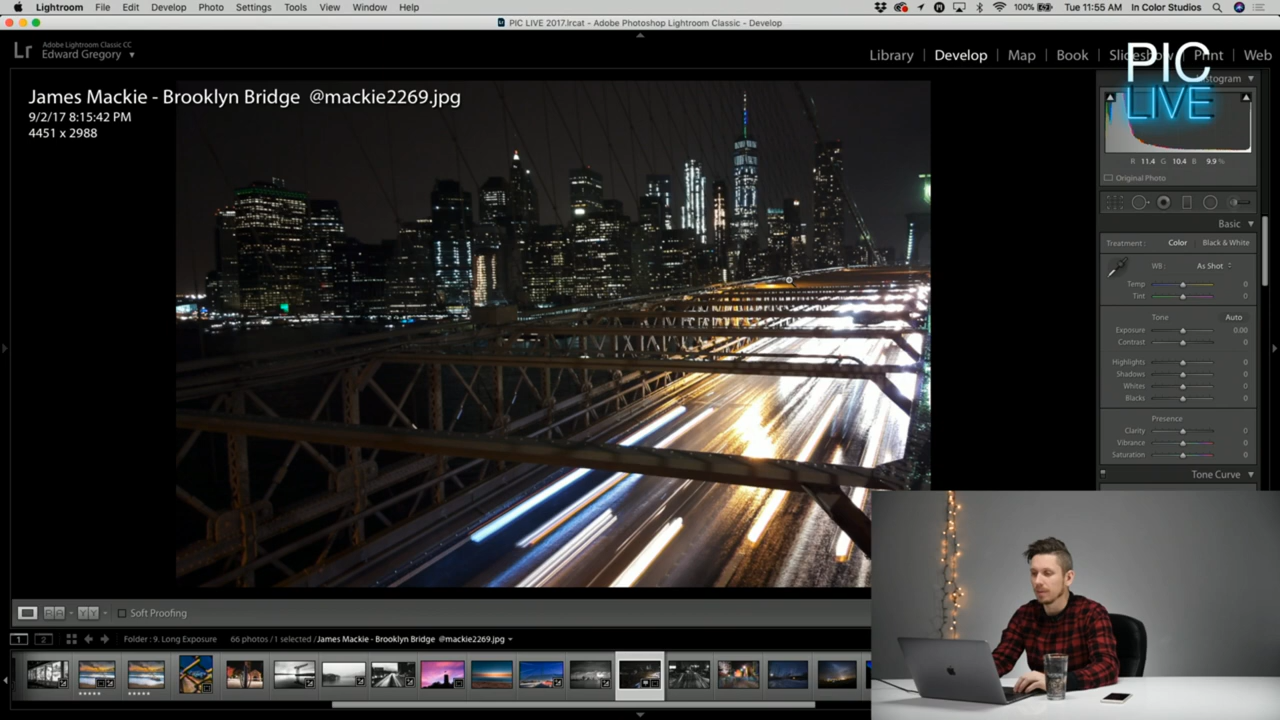 Lightroom File Edit Develop Photo Settings Tools View Window Help 100% Tue 11:55 AM In Color Studios
PIC LIVE 2017.lrcat - Adobe Photoshop Lightroom Classic - Develop
Lr Adobe Lightroom Classic CC
Edward Gregory
Library | Develop | Map | Book | Slideshow | Print | Web
PIC
LIVE
Histogram
James Mackie - Brooklyn Bridge @mackie2269.jpg
9/2/17 8:15:42 PM
4451 x 2988
R 11.4 G 10.4 B 9.9 %
Original Photo
Basic
Treatment : Color Black & White
WB : As Shot
Temp 0
Tint 0
Tone Auto
Exposure 0.00
Contrast 0
Highlights 0
Shadows 0
Whites 0
Blacks 0
Presence
Clarity 0
Vibrance 0
Saturation 0
Tone Curve
Soft Proofing
1 2 Folder : 9. Long Exposure 66 photos / 1 selected / James Mackie - Brooklyn Bridge @mackie2269.jpg